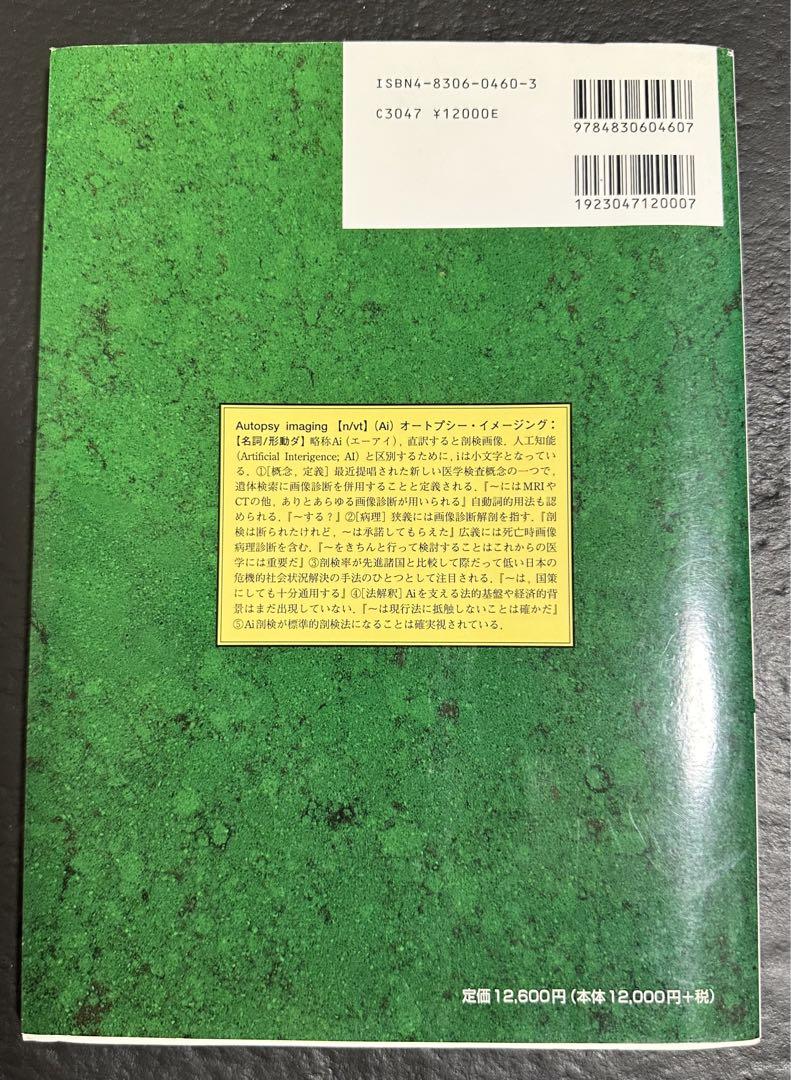 ISBN4-8306-0460-3
C3047 ¥12000E
9784830604607
1923047120007
Autopsy imaging 【n/vt】(Ai) オートプシー・イメージング：
【名詞/形動ダ】略称Ai(エーアイ)，直訳すると剖検画像．人工知能
(Artificial Interigence; AI) と区別するために，iは小文字となってい
る．①[概念，定義] 最近提唱された新しい医学検査概念の一つで，
遺体検索に画像診断を併用することと定義される．『〜にはMRIや
CTの他，ありとあらゆる画像診断が用いられる』自動詞的用法も認
められる．『〜する？』②[病理] 狭義には画像診断解剖を指す．『剖
検は断られたけれど，〜は承諾してもらえた』広義には死亡時画像
病理診断を含む．『〜をきちんと行って検討することはこれからの医
学には重要だ』③剖検率が先進諸国と比較して際だって低い日本の
危機的社会状況解決の手法のひとつとして注目される．『〜は，国策
にしても十分通用する』④[法解釈] Aiを支える法的基盤や経済的背
景はまだ出現していない．『〜は現行法に抵触しないことは確かだ』
⑤Ai剖検が標準的剖検法になることは確実視されている．
定価12,600円(本体12,000円+税)